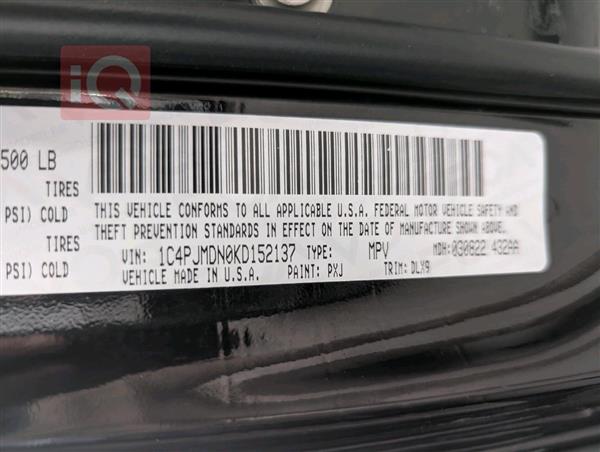 iQ
500 LB
TIRES
PSI) COLD
TIRES
PSI) COLD
THIS VEHICLE CONFORMS TO ALL APPLICABLE U.S.A. FEDERAL MOTOR VEHICLE SAFETY AND
THEFT PREVENTION STANDARDS IN EFFECT ON THE DATE OF MANUFACTURE SHOWN ABOVE.
VIN: 1C4PJMDN0KD152137 TYPE: MPV MDH: 030822 432AA
VEHICLE MADE IN U.S.A. PAINT: PXJ TRIM: DLX9